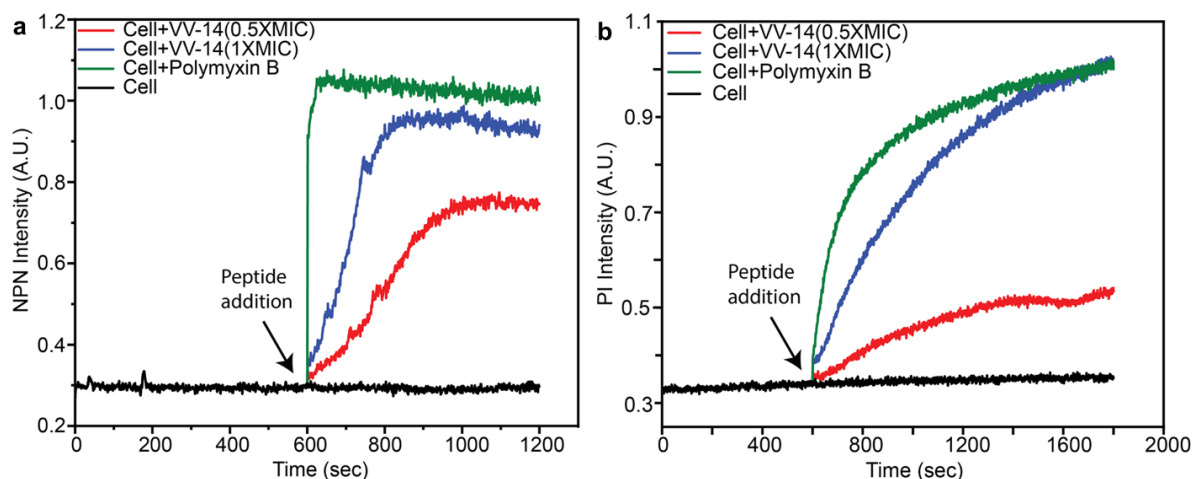 a
Cell+VV-14(0.5XMIC)
Cell+VV-14(1XMIC)
Cell+Polymyxin B
Cell
1.2
1.0
0.8
0.6
0.4
0.2
NPN Intensity (A.U.)
Peptide
addition
0
200
400
600
800
1000
1200
Time (sec)
b
Cell+VV-14(0.5XMIC)
Cell+VV-14(1XMIC)
Cell+Polymyxin B
Cell
1.1
0.9
0.7
0.5
0.3
PI Intensity (A.U.)
Peptide
addition
0
400
800
1200
1600
2000
Time (sec)